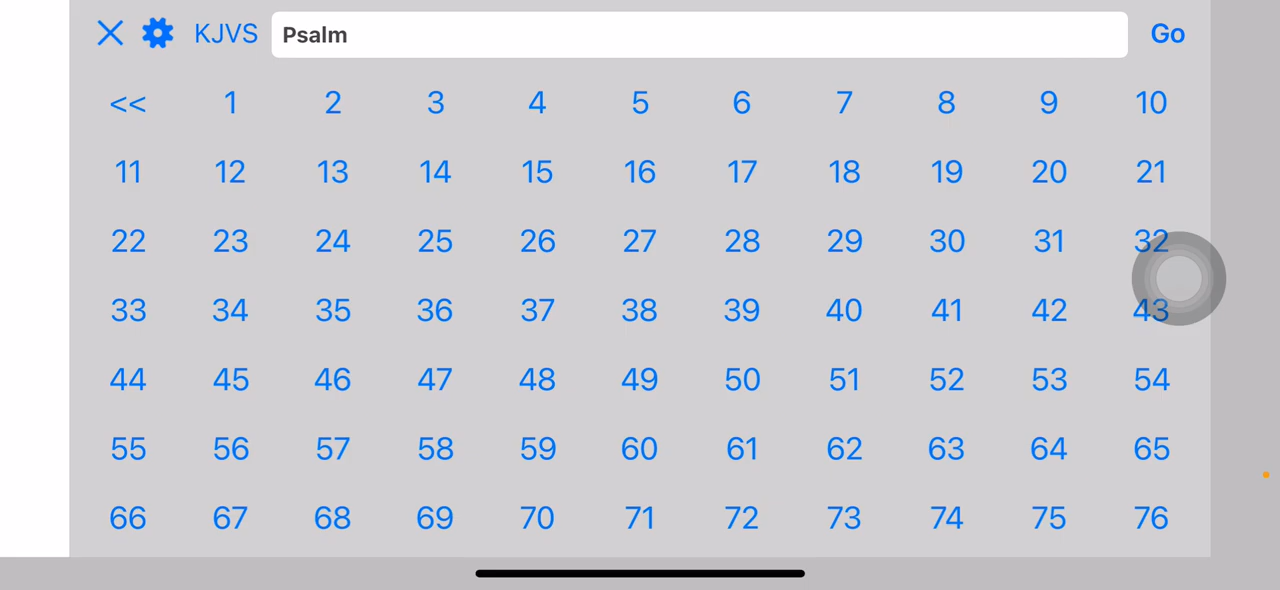 KJVS Psalm Go
<< 1 2 3 4 5 6 7 8 9 10
11 12 13 14 15 16 17 18 19 20 21
22 23 24 25 26 27 28 29 30 31 32
33 34 35 36 37 38 39 40 41 42 43
44 45 46 47 48 49 50 51 52 53 54
55 56 57 58 59 60 61 62 63 64 65
66 67 68 69 70 71 72 73 74 75 76